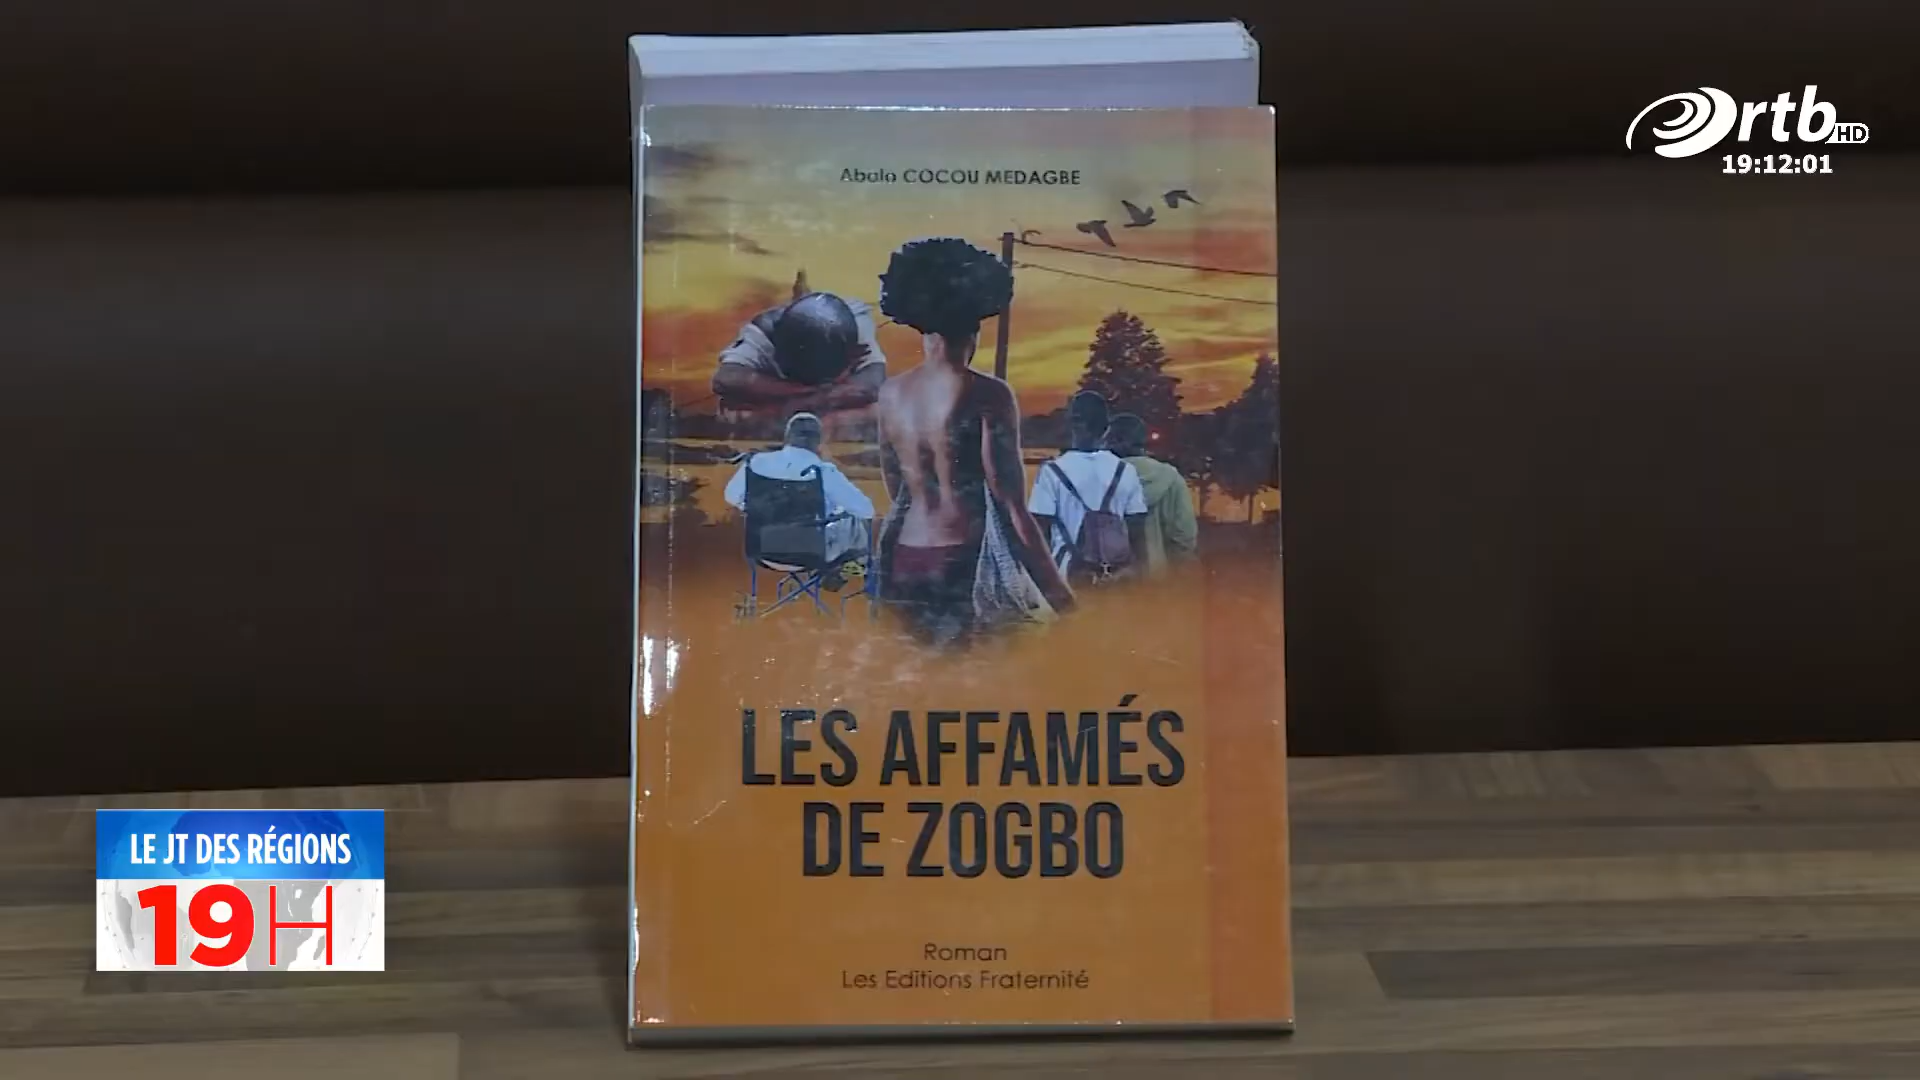 rtb HD
19:12:01
Abalo COCOU MEDAGBE
LES AFFAMÉS
DE ZOGBO
Roman
Les Editions Fraternité
LE JT DES RÉGIONS
19H